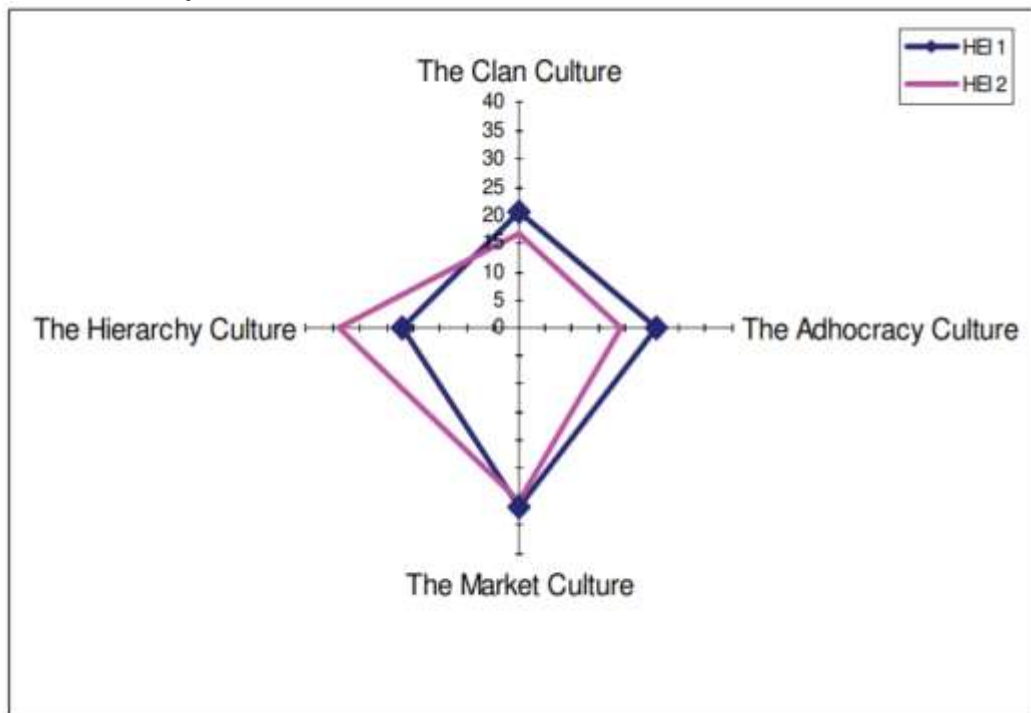 HEI 1
HEI 2
The Clan Culture
40
35
30
25
20
15
10
5
0
The Hierarchy Culture
The Adhocracy Culture
The Market Culture